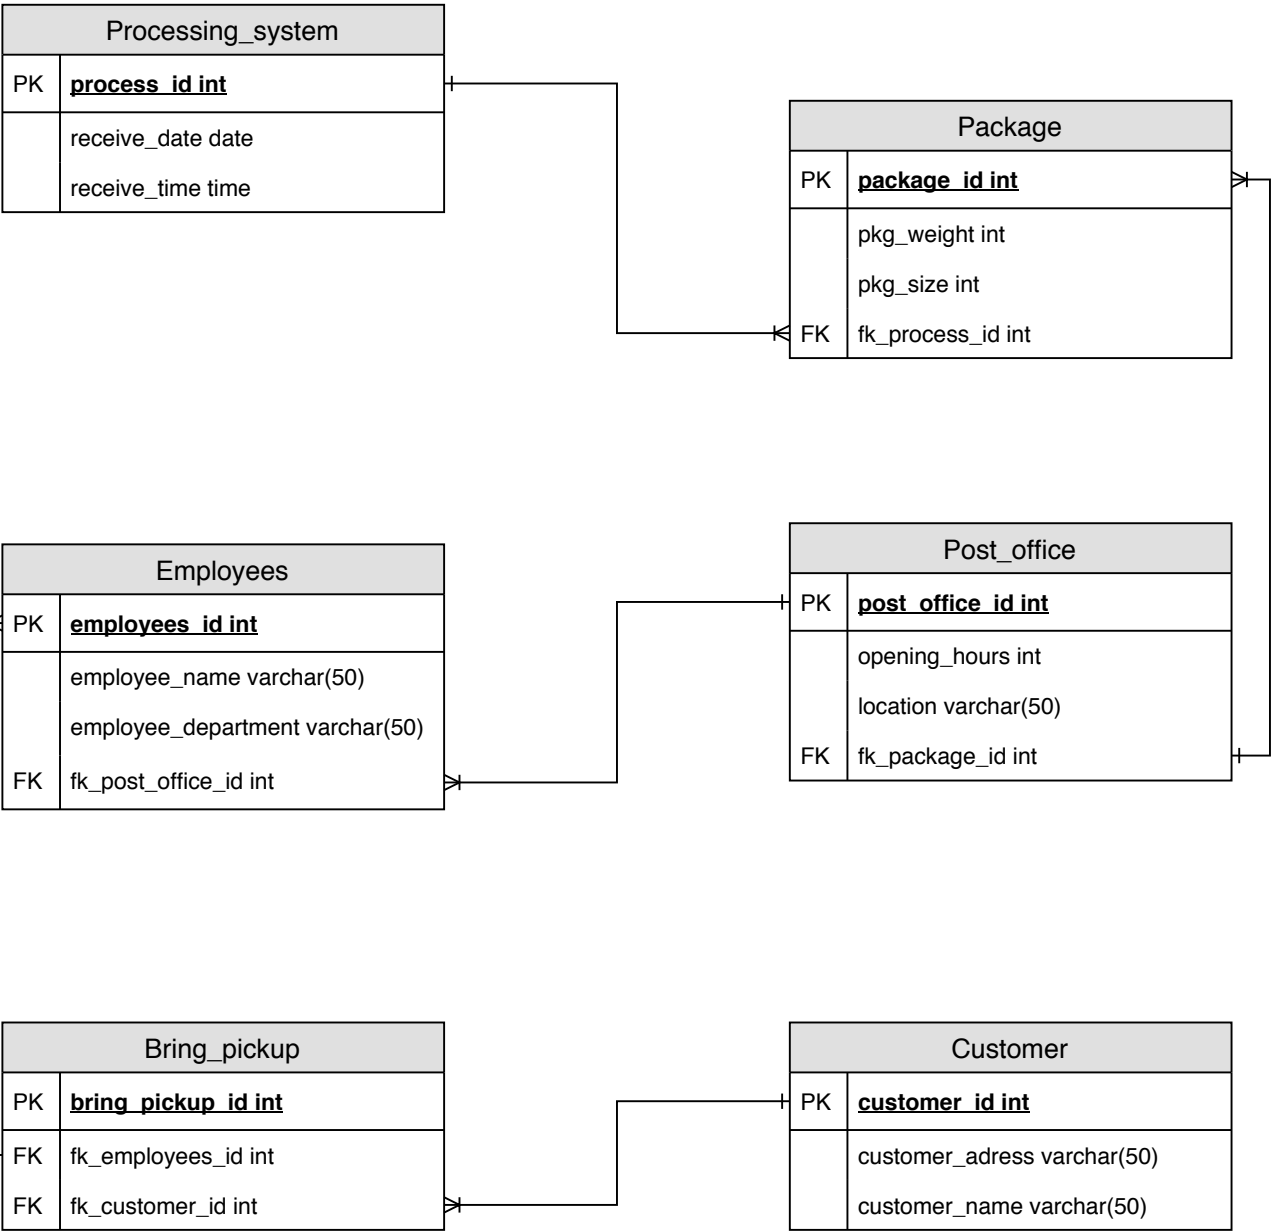 Processing_system
PK process_id int
receive_date date
receive_time time
Package
PK package_id int
pkg_weight int
pkg_size int
FK fk_process_id int
Employees
PK employees_id int
employee_name varchar(50)
employee_department varchar(50)
FK fk_post_office_id int
Post_office
PK post_office_id int
opening_hours int
location varchar(50)
FK fk_package_id int
Bring_pickup
PK bring_pickup_id int
FK fk_employees_id int
FK fk_customer_id int
Customer
PK customer_id int
customer_adress varchar(50)
customer_name varchar(50)